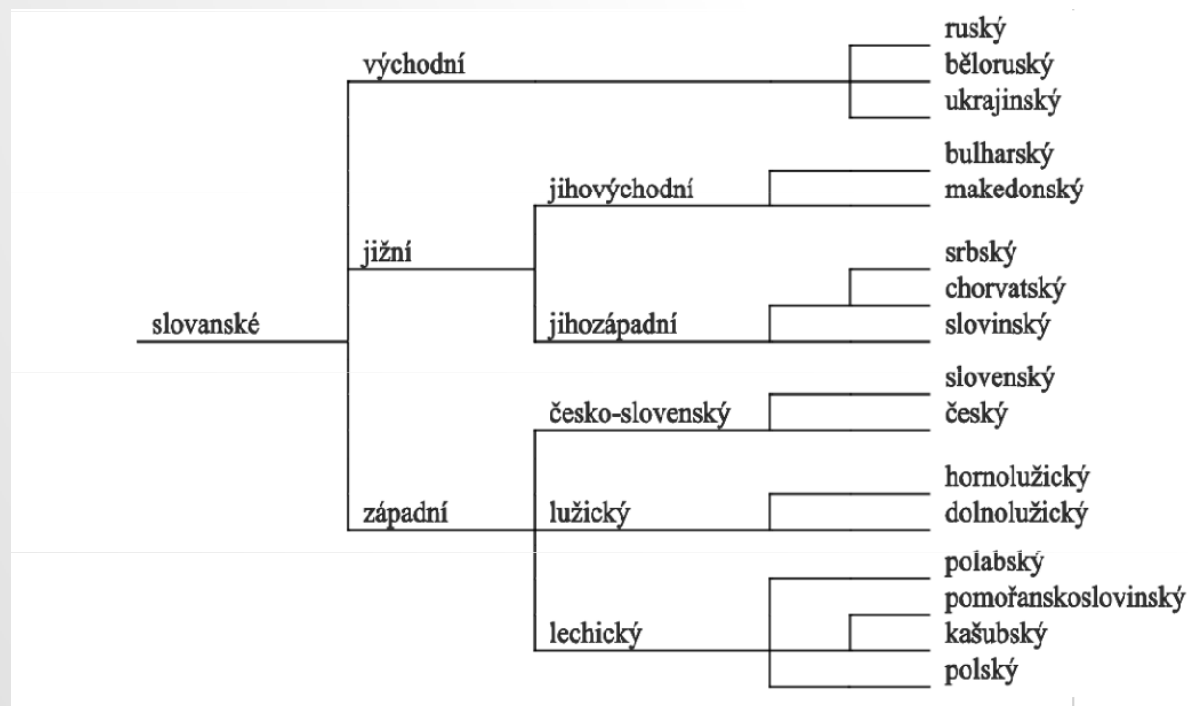 ruský
východní
běloruský
ukrajinský
bulharský
jihovýchodní
makedonský
jižní
srbský
chorvatský
slovanské
jihozápadní
slovinský
slovenský
česko-slovenský
český
hornolužický
západní
lužický
dolnolužický
polabský
pomořanskoslovinský
lechický
kašubský
polský